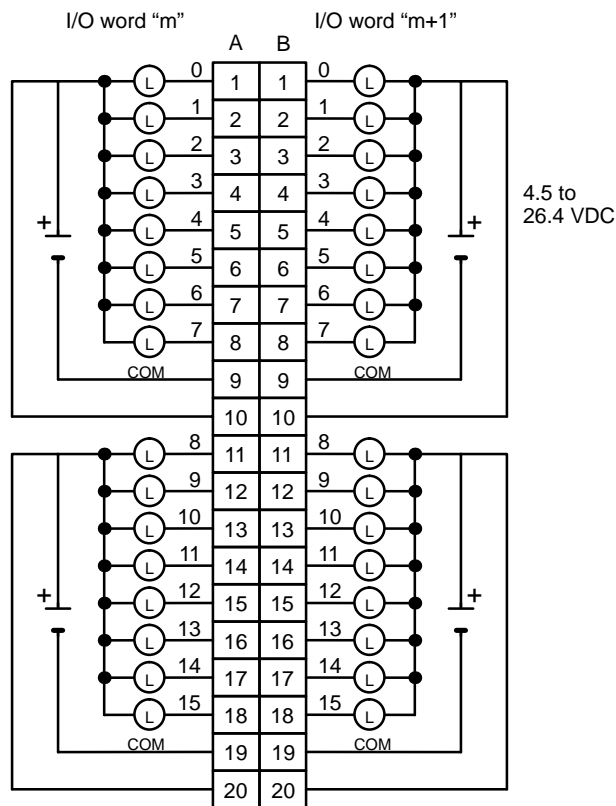 I/O word “m” I/O word “m+1”
A B
0 1 1 0
L L
1 2 2 1
L L
2 3 3 2
L L
3 4 4 3
L L
4.5 to
26.4 VDC
4 5 5 4
L L
+ +
5 6 6 5
L L
6 7 7 6
L L
7 8 8 7
L L
COM 9 9 COM
10 10
8 11 11 8
L L
9 12 12 9
L L
10 13 13 10
L L
11 14 14 11
L L
12 15 15 12
L L
+ +
13 16 16 13
L L
14 17 17 14
L L
15 18 18 15
L L
COM 19 19 COM
20 20